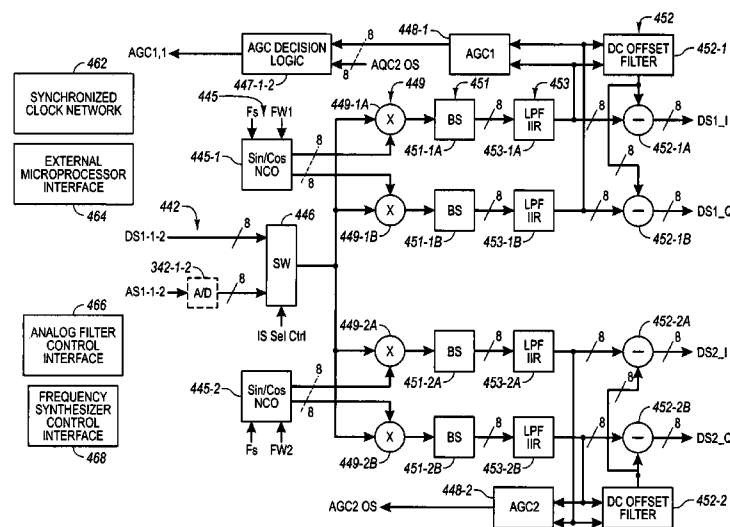 448-1
452
AGC1,1
AGC DECISION
LOGIC
8
AQC2 OS
AGC1
DC OFFSET
FILTER
452-1
462
447-1-2
449
451
453
SYNCHRONIZED
CLOCK NETWORK
445
449-1A
Fs
FW1
X
BS
8
LPF
IIR
8
−
8
DS1_I
445-1
Sin/Cos
NCO
8
8
451-1A
453-1A
8
452-1A
EXTERNAL
MICROPROCESSOR
INTERFACE
464
442
446
X
BS
8
LPF
IIR
8
−
8
DS1_Q
449-1B
451-1B
453-1B
452-1B
DS1-1-2
8
SW
342-1-2
AS1-1-2
A/D
8
466
ANALOG FILTER
CONTROL
INTERFACE
IS Sel Ctrl
449-2A
452-2A
X
BS
8
LPF
IIR
8
−
8
DS2_I
445-2
Sin/Cos
NCO
8
8
451-2A
453-2A
8
452-2B
FREQUENCY
SYNTHESIZER
CONTROL
INTERFACE
468
Fs
FW2
X
BS
8
LPF
IIR
8
−
8
DS2_Q
449-2B
451-2B
453-2B
448-2
AGC2 OS
AGC2
DC OFFSET
FILTER
452-2